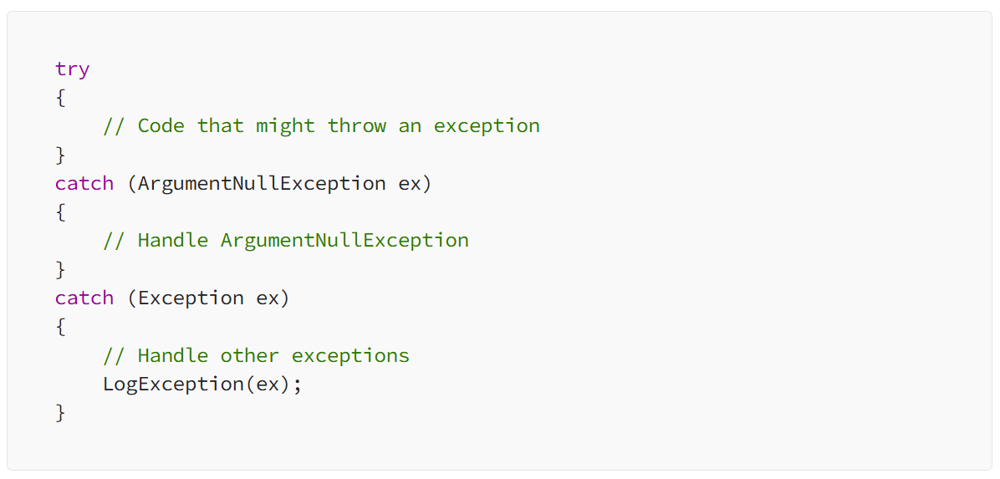 try
{
    // Code that might throw an exception
}
catch (ArgumentNullException ex)
{
    // Handle ArgumentNullException
}
catch (Exception ex)
{
    // Handle other exceptions
    LogException(ex);
}